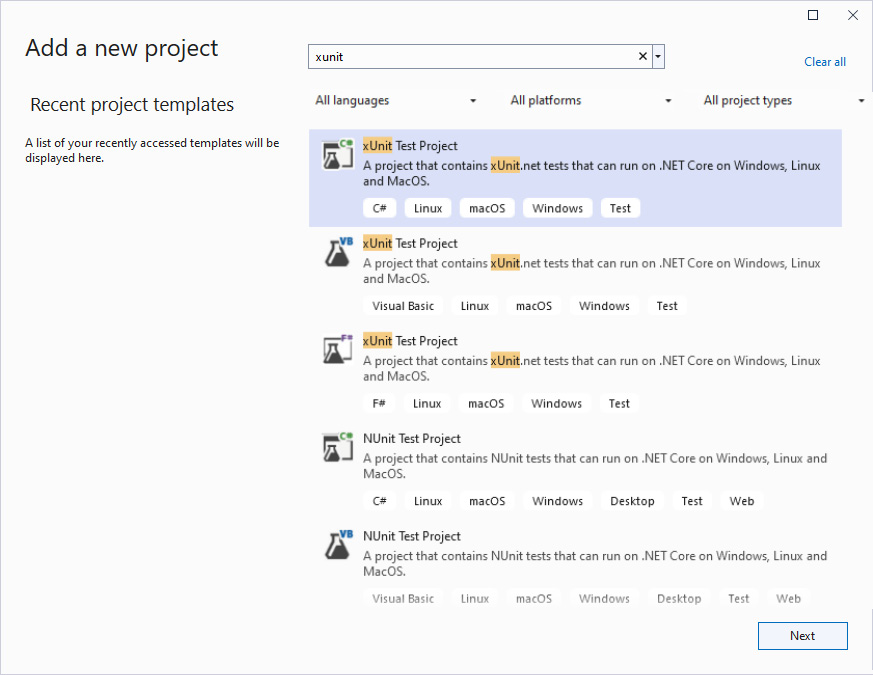 Add a new project
xunit
Clear all
Recent project templates
A list of your recently accessed templates will be
displayed here.
All languages
All platforms
All project types
C#
xUnit Test Project
A project that contains xUnit.net tests that can run on .NET Core on Windows, Linux
and MacOS.
C# Linux macOS Windows Test
VB
xUnit Test Project
A project that contains xUnit.net tests that can run on .NET Core on Windows, Linux
and MacOS.
Visual Basic Linux macOS Windows Test
F#
xUnit Test Project
A project that contains xUnit.net tests that can run on .NET Core on Windows, Linux
and MacOS.
F# Linux macOS Windows Test
C#
NUnit Test Project
A project that contains NUnit tests that can run on .NET Core on Windows, Linux and
MacOS.
C# Linux macOS Windows Desktop Test Web
VB
NUnit Test Project
A project that contains NUnit tests that can run on .NET Core on Windows, Linux and
MacOS.
Visual Basic Linux macOS Windows Desktop Test Web
Next